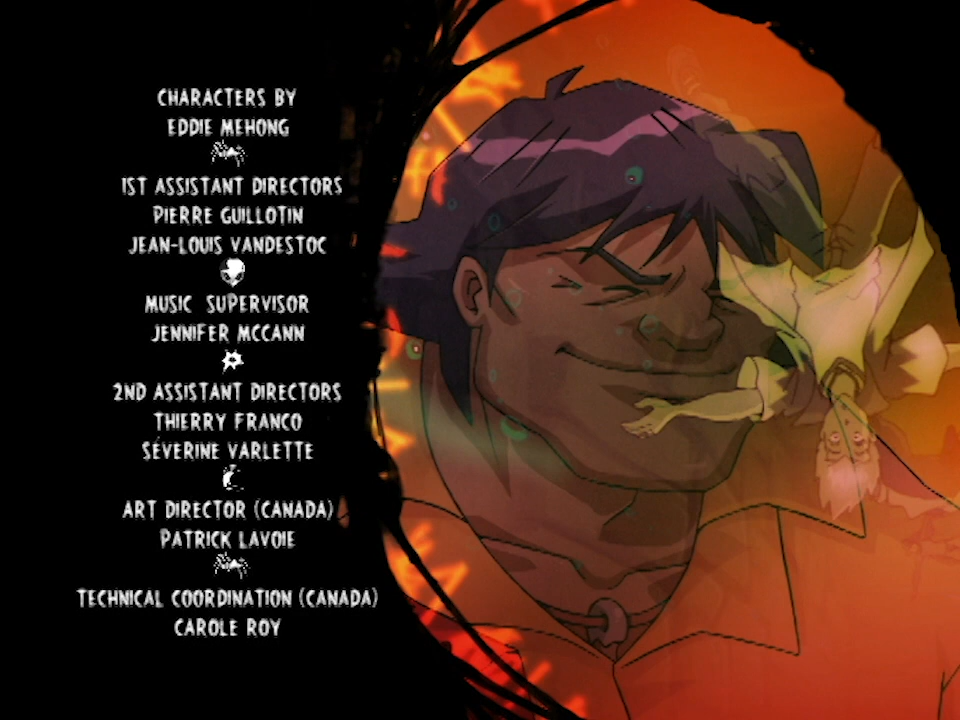 CHARACTERS BY
EDDIE MEHONG
1ST ASSISTANT DIRECTORS
PIERRE GUILLOTIN
JEAN-LOUIS VANDESTOC
MUSIC SUPERVISOR
JENNIFER MCCANN
2ND ASSISTANT DIRECTORS
THIERRY FRANCO
SÉVERINE VARLETTE
ART DIRECTOR (CANADA)
PATRICK LAVOIE
TECHNICAL COORDINATION (CANADA)
CAROLE ROY